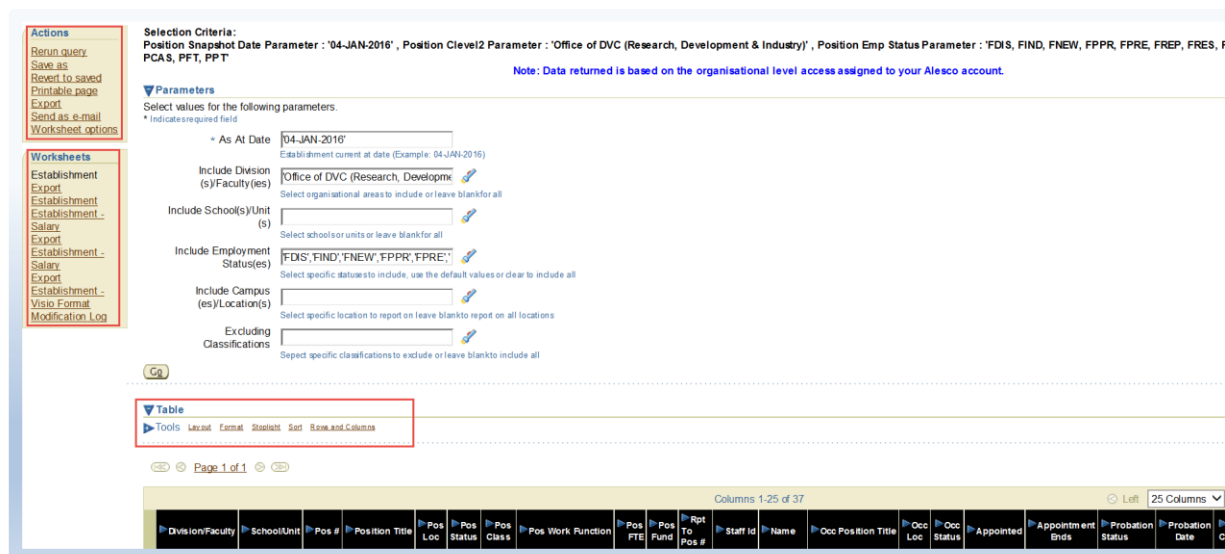 Actions
Rerun query
Save as
Revert to saved
Printable page
Export
Send as e-mail
Worksheet options
Worksheets
Establishment
Export
Establishment
Establishment -
Salary
Export
Establishment -
Salary
Export
Establishment -
Visio Format
Modification Log
Selection Criteria:
Position Snapshot Date Parameter : '04-JAN-2016' , Position Clevel2 Parameter : 'Office of DVC (Research, Development & Industry)' , Position Emp Status Parameter : 'FDIS, FIND, FNEW, FPPR, FPRE, FREP, FRES,
PCAS, PFT, PPT'
Note: Data returned is based on the organisational level access assigned to your Alesco account.
Parameters
Select values for the following parameters.
* Indicates required field
* As At Date '04-JAN-2016'
Establishment current at date (Example: 04-JAN-2016)
Include Division
(s)/Faculty(ies) 'Office of DVC (Research, Developme
Select organisational areas to include or leave blank for all
Include School(s)/Unit
(s)
Select schools or units or leave blank for all
Include Employment
Status(es) 'FDIS','FIND','FNEW','FPPR','FPRE','
Select specific statuses to include, use the default values or clear to include all
Include Campus
(es)/Location(s)
Select specific location to report on leave blank to report on all locations
Excluding
Classifications
Sepect specific classifications to exclude or leave blank to include all
Go
Table
Tools Layout Format Stoplight Sort Rows and Columns
Page 1 of 1
Columns 1-25 of 37 Left 25 Columns
Division/Faculty School/Unit Pos # Position Title Pos Loc Pos Status Pos Class Pos Work Function Pos FTE Pos Fund Rpt To Pos # Staff Id Name Occ Position Title Occ Loc Occ Status Appointed Appointment Ends Probation Status Probation Date